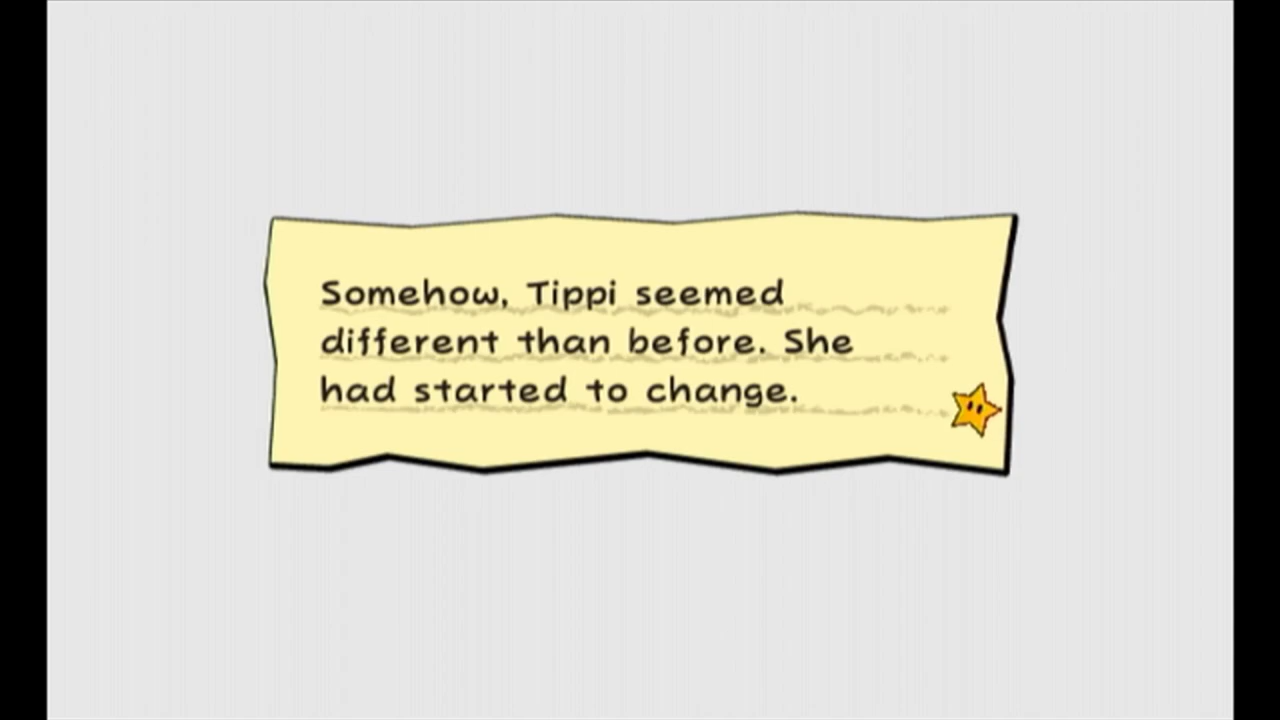 Somehow, Tippi seemed
different than before. She
had started to change.